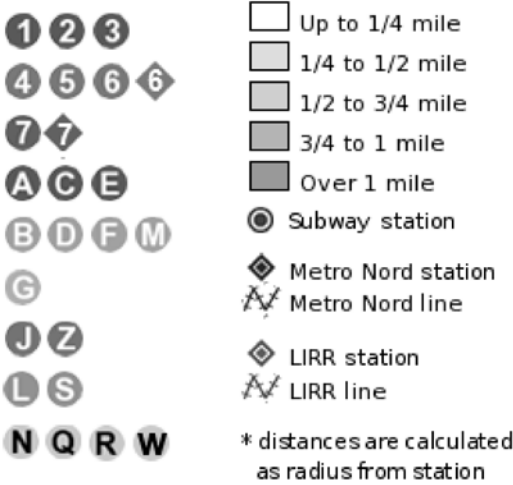 1 2 3
4 5 6 6
7 7
A C E
B D F M
G
J Z
L S
N Q R W
Up to 1/4 mile
1/4 to 1/2 mile
1/2 to 3/4 mile
3/4 to 1 mile
Over 1 mile
Subway station
Metro Nord station
Metro Nord line
LIRR station
LIRR line
* distances are calculated
as radius from station